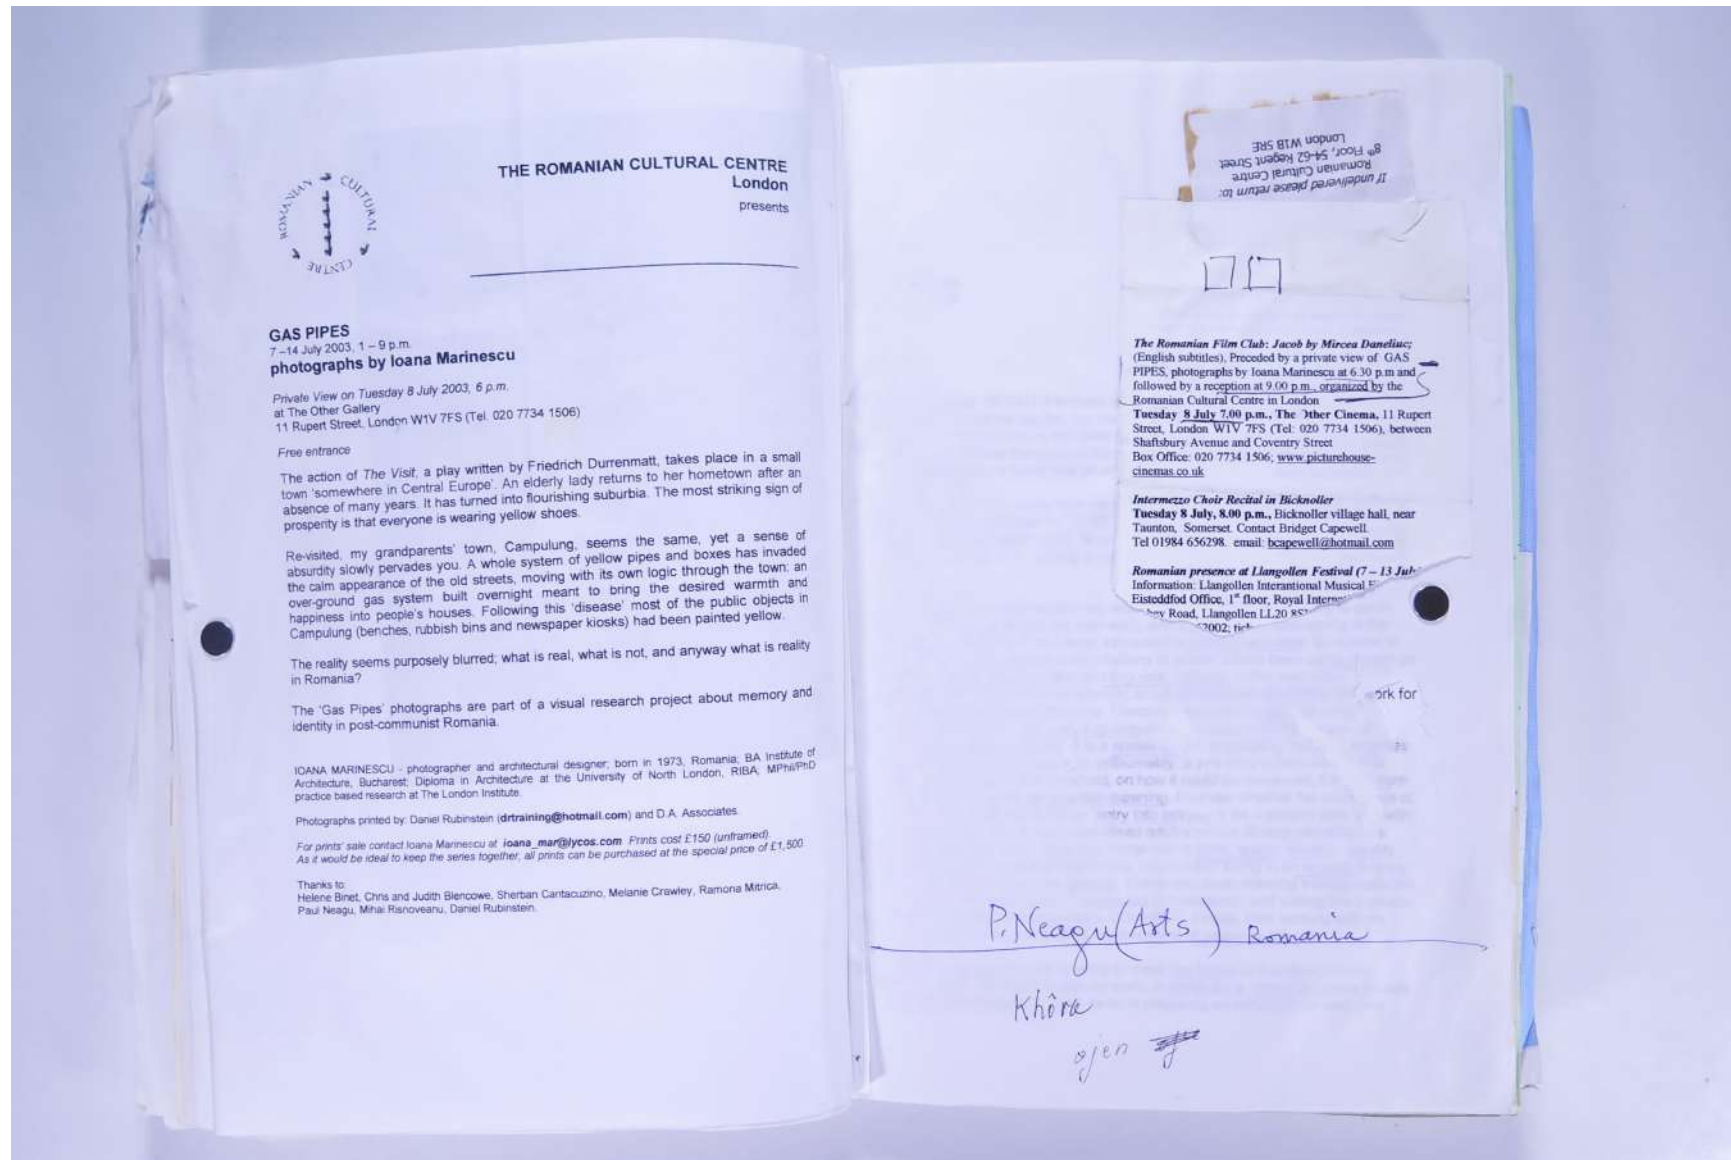 ROMANIAN CULTURAL CENTRE
THE ROMANIAN CULTURAL CENTRE
London
presents
GAS PIPES
7 –14 July 2003, 1 – 9 p.m.
photographs by Ioana Marinescu
Private View on Tuesday 8 July 2003, 6 p.m.
at The Other Gallery
11 Rupert Street, London W1V 7FS (Tel. 020 7734 1506)
Free entrance
The action of The Visit, a play written by Friedrich Durrenmatt, takes place in a small
town 'somewhere in Central Europe'. An elderly lady returns to her hometown after an
absence of many years. It has turned into flourishing suburbia. The most striking sign of
prosperity is that everyone is wearing yellow shoes.
Re-visited, my grandparents' town, Campulung, seems the same, yet a sense of
absurdity slowly pervades you. A whole system of yellow pipes and boxes has invaded
the calm appearance of the old streets, moving with its own logic through the town: an
over-ground gas system built overnight meant to bring the desired warmth and
happiness into people's houses. Following this 'disease' most of the public objects in
Campulung (benches, rubbish bins and newspaper kiosks) had been painted yellow.
The reality seems purposely blurred; what is real, what is not, and anyway what is reality
in Romania?
The 'Gas Pipes' photographs are part of a visual research project about memory and
identity in post-communist Romania.
IOANA MARINESCU - photographer and architectural designer; born in 1973, Romania; BA Institute of
Architecture, Bucharest; Diploma in Architecture at the University of North London, RIBA; MPhil/PhD
practice based research at The London Institute.
Photographs printed by: Daniel Rubinstein (drtraining@hotmail.com) and D.A. Associates.
For prints' sale contact Ioana Marinescu at ioana_mar@lycos.com Prints cost £150 (unframed).
As it would be ideal to keep the series together, all prints can be purchased at the special price of £1,500
Thanks to:
Helene Binet, Chris and Judith Blencowe, Sherban Cantacuzino, Melanie Crawley, Ramona Mitrica,
Paul Neagu, Mihai Risnoveanu, Daniel Rubinstein.
If undelivered please return to:
Romanian Cultural Centre
8th Floor, 54-62 Regent Street
London W1B 5RE
The Romanian Film Club: Jacob by Mircea Daneliuc;
(English subtitles), Preceded by a private view of GAS
PIPES, photographs by Ioana Marinescu at 6.30 p.m and
followed by a reception at 9.00 p.m., organized by the
Romanian Cultural Centre in London
Tuesday 8 July 7.00 p.m., The Other Cinema, 11 Rupert
Street, London W1V 7FS (Tel: 020 7734 1506), between
Shaftsbury Avenue and Coventry Street
Box Office: 020 7734 1506; www.picturehouse-
cinemas.co.uk
Intermezzo Choir Recital in Bicknoller
Tuesday 8 July, 8.00 p.m., Bicknoller village hall, near
Taunton, Somerset. Contact Bridget Capewell.
Tel 01984 656298. email: bcapewell@hotmail.com
Romanian presence at Llangollen Festival (7 – 13 July
Information: Llangollen Interantional Musical
Eistoddfod Office, 1st floor, Royal
Road, Llangollen LL20
2002;
ork for
P. Neagu (Arts) Romania
Khôra